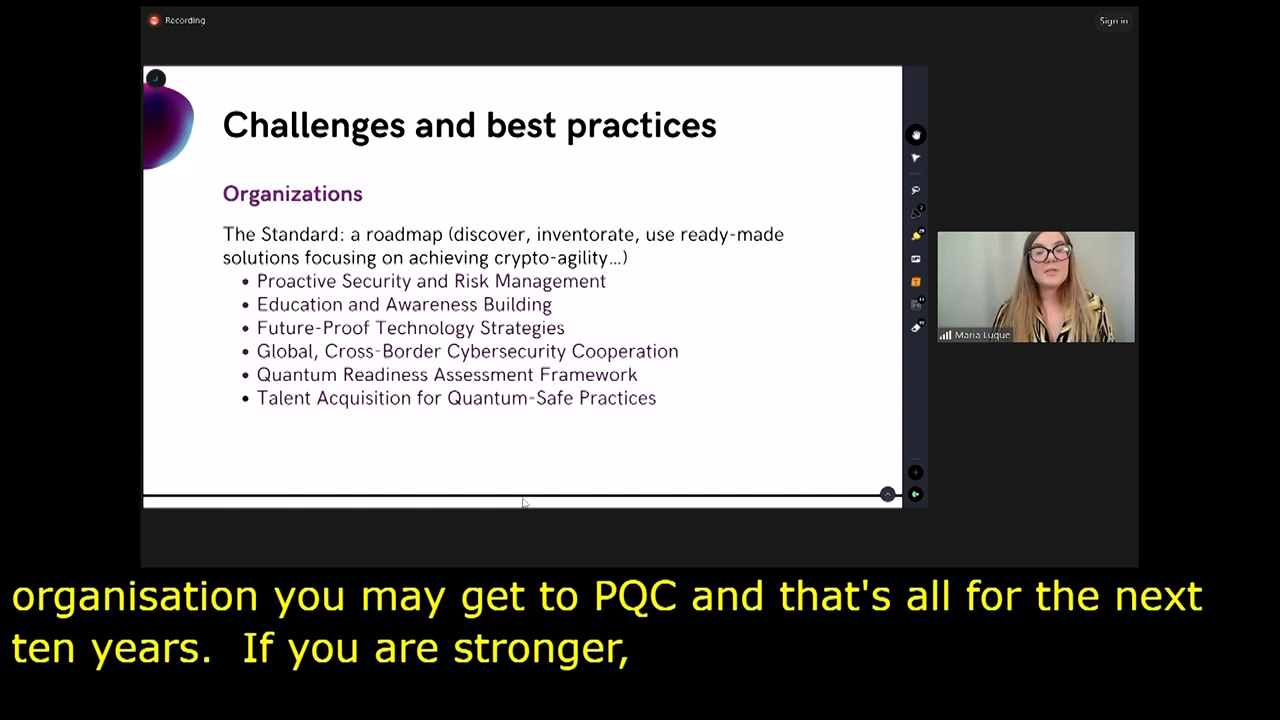 Recording
Sign in
Challenges and best practices
Organizations
The Standard: a roadmap (discover, inventorate, use ready-made
solutions focusing on achieving crypto-agility...)
• Proactive Security and Risk Management
• Education and Awareness Building
• Future-Proof Technology Strategies
• Global, Cross-Border Cybersecurity Cooperation
• Quantum Readiness Assessment Framework
• Talent Acquisition for Quantum-Safe Practices
Maria Luque
organisation you may get to PQC and that's all for the next
ten years.  If you are stronger,